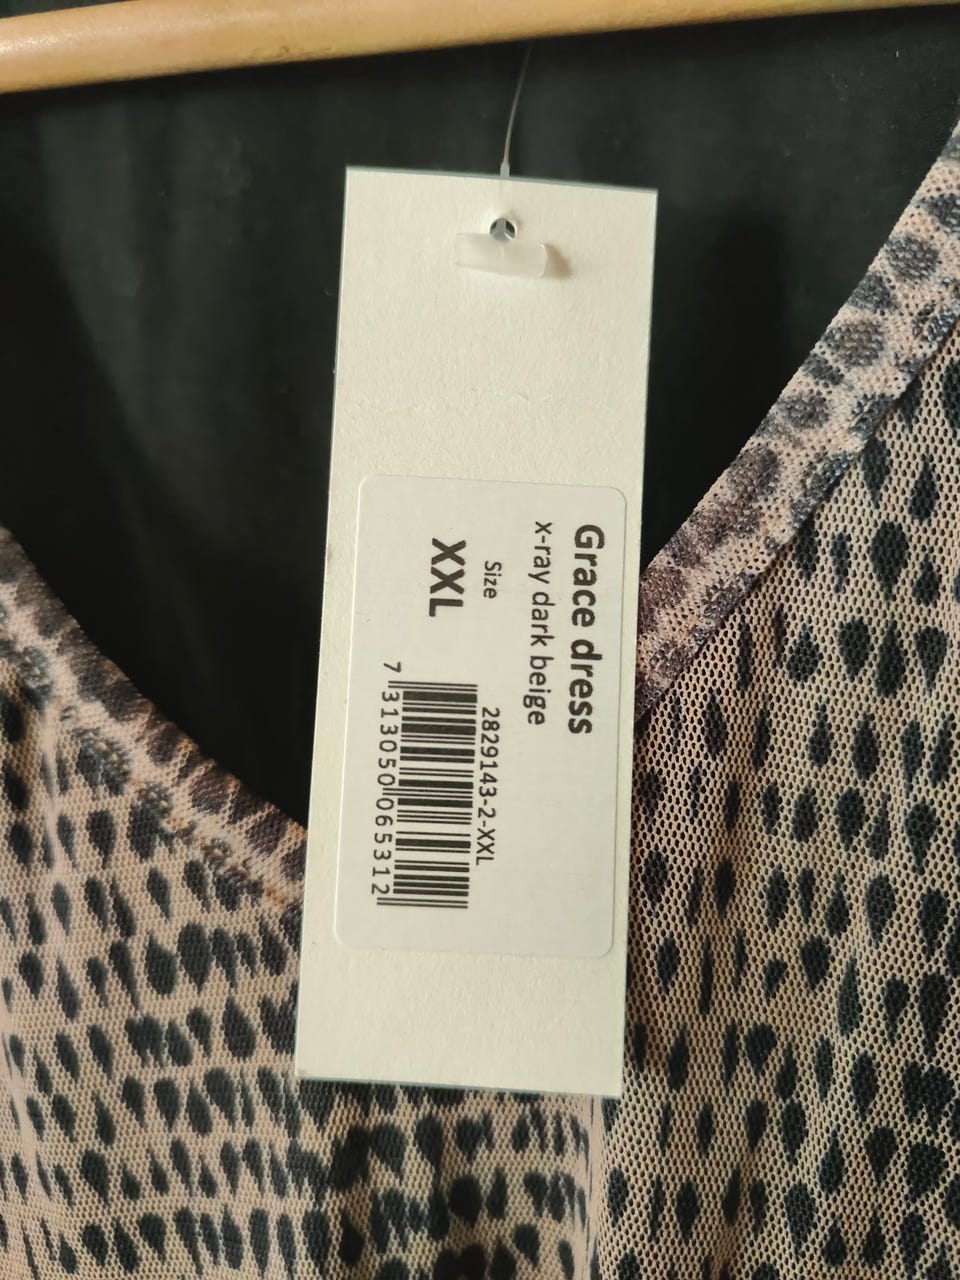 Grace dress
x-ray dark beige
Size
XXL
2829143-2-XXL
7 313050 065312